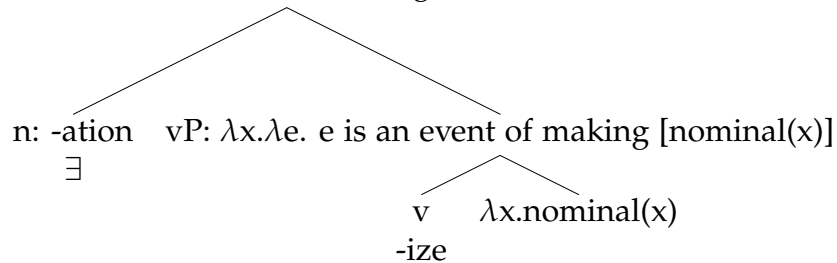 n: -ation vP: λx.λe. e is an event of making [nominal(x)]
∃
v λx.nominal(x)
-ize